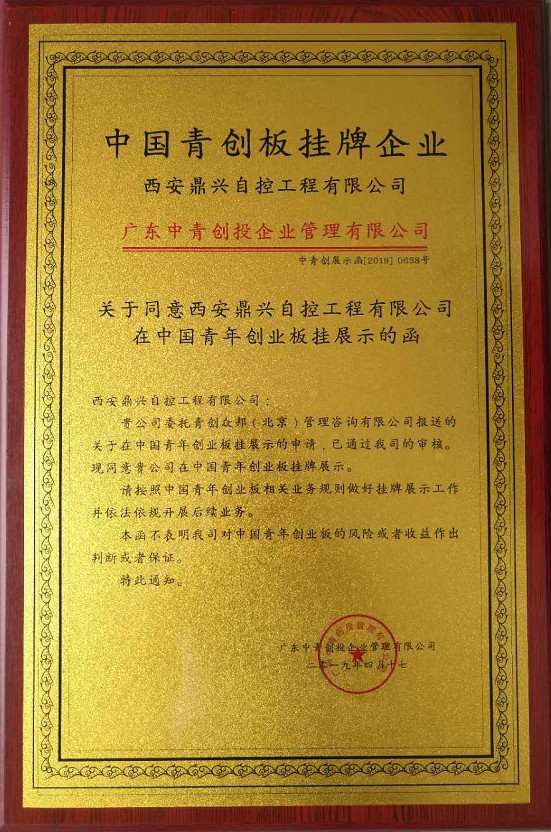 中国青创板挂牌企业
西安鼎兴自控工程有限公司
广东中青创投企业管理有限公司
中青创展示函[2019] 0638号
关于同意西安鼎兴自控工程有限公司
在中国青年创业板挂展示的函
西安鼎兴自控工程有限公司：
贵公司委托青创众邦（北京）管理咨询有限公司报送的
关于在中国青年创业板挂展示的申请，已通过我司的审核。
现同意贵公司在中国青年创业板挂牌展示。
请按照中国青年创业板相关业务规则做好挂牌展示工作
并依法依规开展后续业务。
本函不表明我司对中国青年创业板的风险或者收益作出
判断或者保证。
特此通知。
广东中青创投企业管理有限公司
二零一九年四月十七